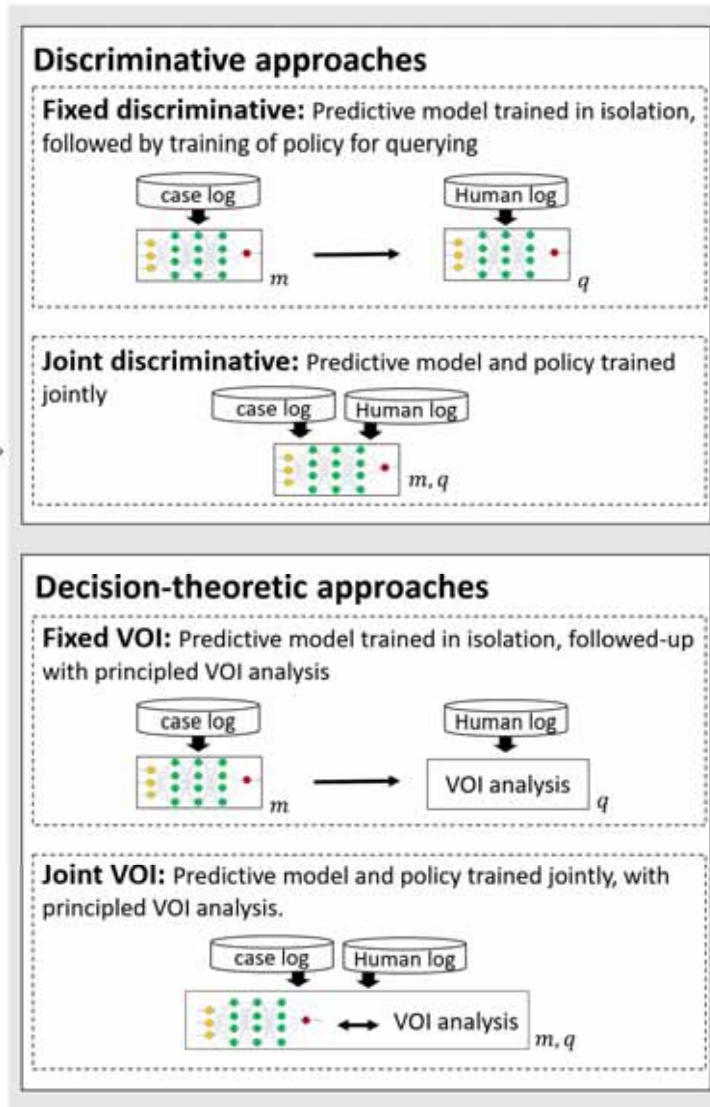 Discriminative approaches
Fixed discriminative: Predictive model trained in isolation,
followed by training of policy for querying
case log
Human log
m
q
Joint discriminative: Predictive model and policy trained
jointly
case log
Human log
m, q
Decision-theoretic approaches
Fixed VOI: Predictive model trained in isolation, followed-up
with principled VOI analysis
case log
Human log
VOI analysis
m
q
Joint VOI: Predictive model and policy trained jointly, with
principled VOI analysis.
case log
Human log
VOI analysis
m, q